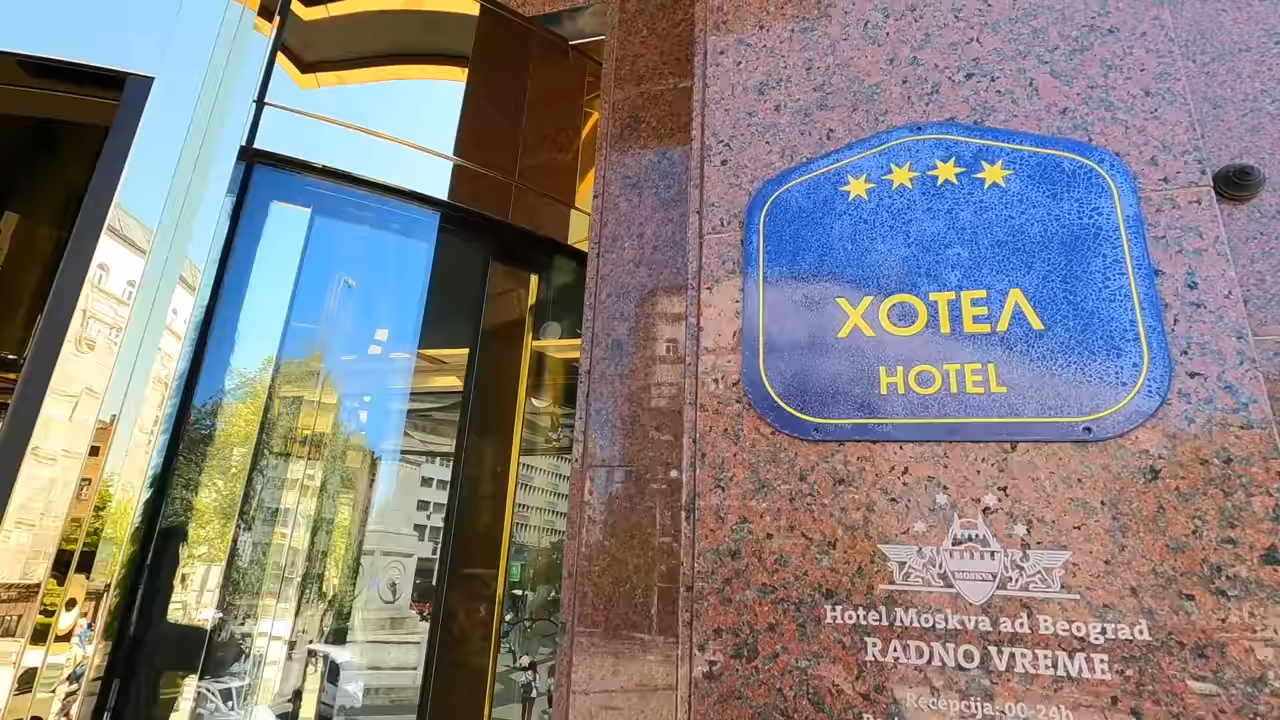 ХОТЕЛ
HOTEL
MOSKVA
Hotel Moskva ad Beograd
RADNO VREME
Recepcija: 00-24h